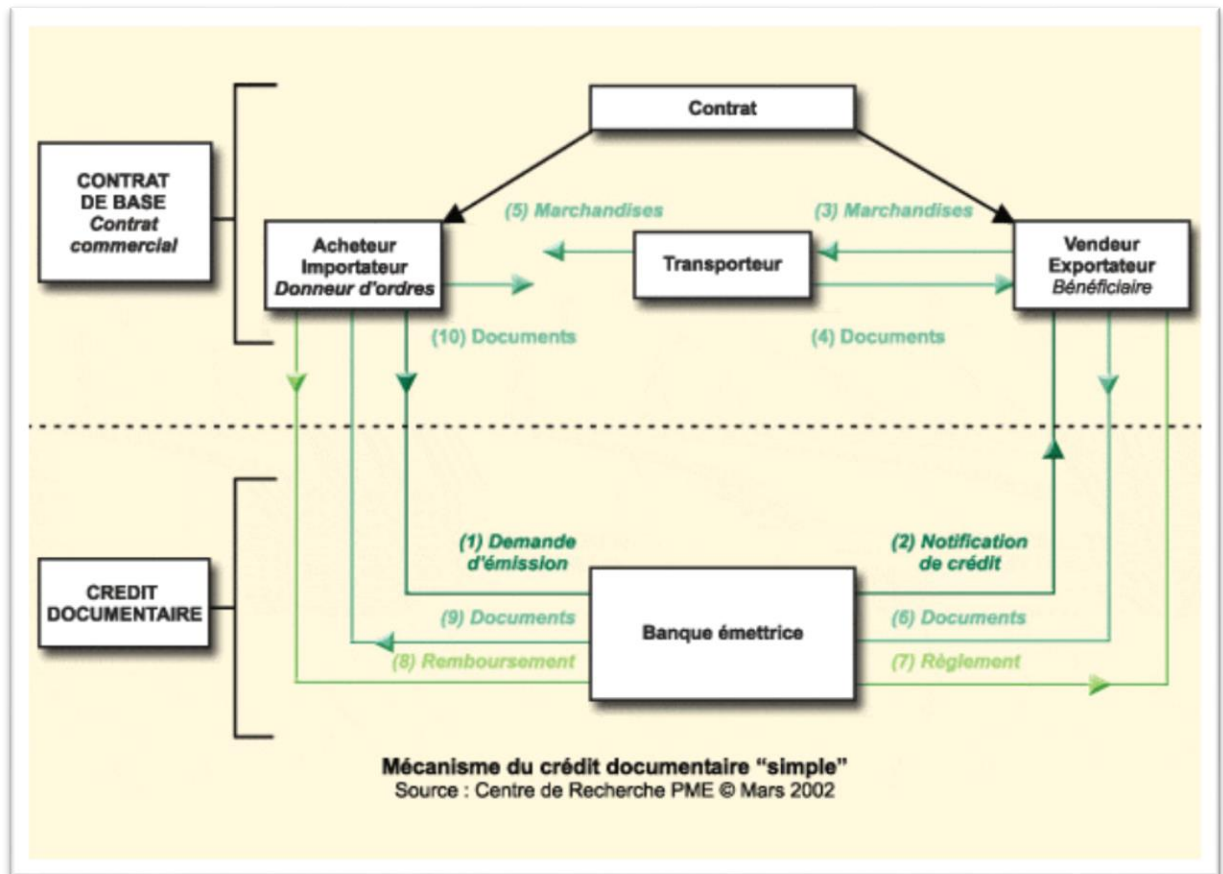 Contrat
CONTRAT
DE BASE
Contrat
commercial
(5) Marchandises
(3) Marchandises
Acheteur
Importateur
Donneur d'ordres
Transporteur
Vendeur
Exportateur
Bénéficiaire
(10) Documents
(4) Documents
(1) Demande
d'émission
(2) Notification
de crédit
CREDIT
DOCUMENTAIRE
(9) Documents
Banque émettrice
(6) Documents
(8) Remboursement
(7) Règlement
Mécanisme du crédit documentaire “simple”
Source : Centre de Recherche PME © Mars 2002